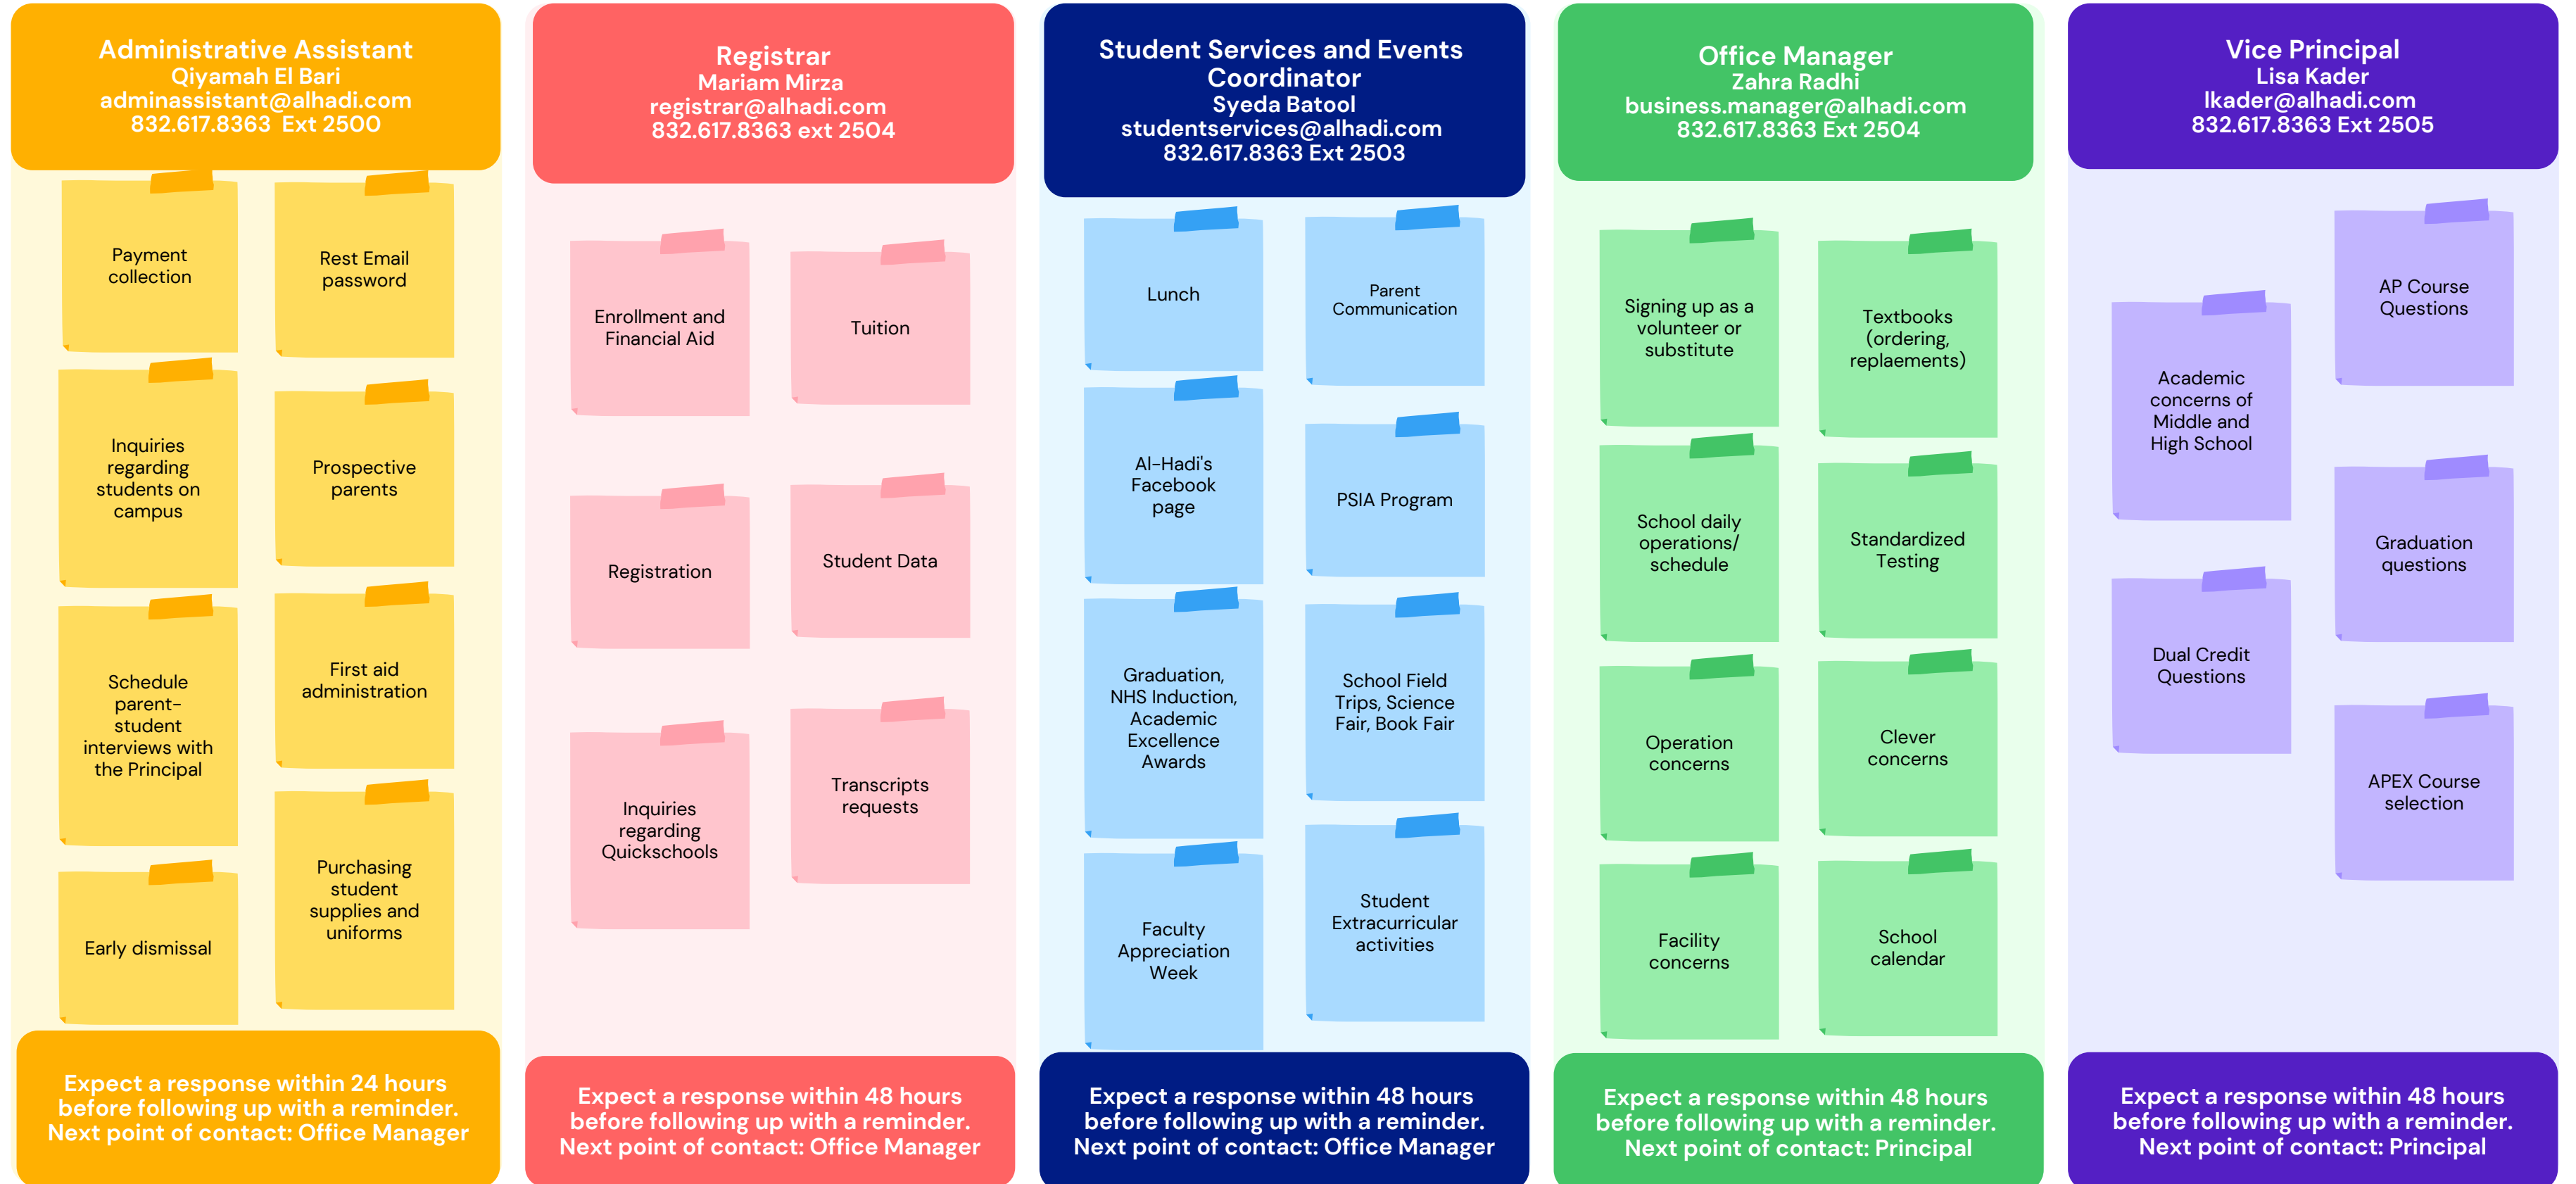 Administrative Assistant
Qiyamah El Bari
adminassistant@alhadi.com
832.617.8363 Ext 2500
Payment
collection
Rest Email
password
Inquiries
regarding
students on
campus
Prospective
parents
Schedule
parent-
student
interviews with
the Principal
First aid
administration
Early dismissal
Purchasing
student
supplies and
uniforms
Expect a response within 24 hours
before following up with a reminder.
Next point of contact: Office Manager
Registrar
Mariam Mirza
registrar@alhadi.com
832.617.8363 ext 2504
Enrollment and
Financial Aid
Tuition
Registration
Student Data
Inquiries
regarding
Quickschools
Transcripts
requests
Expect a response within 48 hours
before following up with a reminder.
Next point of contact: Office Manager
Student Services and Events
Coordinator
Syeda Batool
studentservices@alhadi.com
832.617.8363 Ext 2503
Lunch
Parent
Communication
Al-Hadi's
Facebook
page
PSIA Program
Graduation,
NHS Induction,
Academic
Excellence
Awards
School Field
Trips, Science
Fair, Book Fair
Faculty
Appreciation
Week
Student
Extracurricular
activities
Expect a response within 48 hours
before following up with a reminder.
Next point of contact: Office Manager
Office Manager
Zahra Radhi
business.manager@alhadi.com
832.617.8363 Ext 2504
Signing up as a
volunteer or
substitute
Textbooks
(ordering,
replaements)
School daily
operations/
schedule
Standardized
Testing
Operation
concerns
Clever
concerns
Facility
concerns
School
calendar
Expect a response within 48 hours
before following up with a reminder.
Next point of contact: Principal
Vice Principal
Lisa Kader
lkader@alhadi.com
832.617.8363 Ext 2505
AP Course
Questions
Academic
concerns of
Middle and
High School
Graduation
questions
Dual Credit
Questions
APEX Course
selection
Expect a response within 48 hours
before following up with a reminder.
Next point of contact: Principal